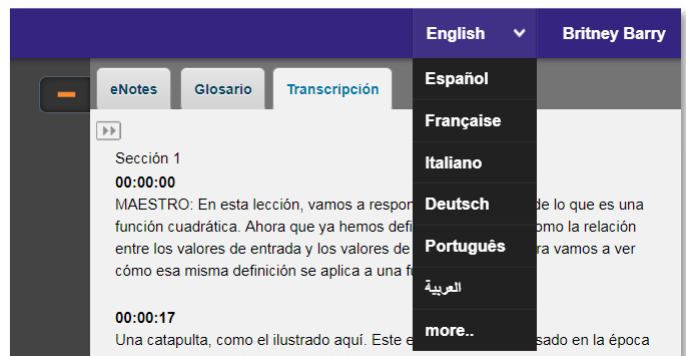 English Britney Barry
eNotes Glosario Transcripción
Español
Française
Italiano
Deutsch
Português
العربية
more..
Sección 1
00:00:00
MAESTRO: En esta lección, vamos a respon de lo que es una
función cuadrática. Ahora que ya hemos defi omo la relación
entre los valores de entrada y los valores de ra vamos a ver
cómo esa misma definición se aplica a una f
00:00:17
Una catapulta, como el ilustrado aquí. Este e sado en la época